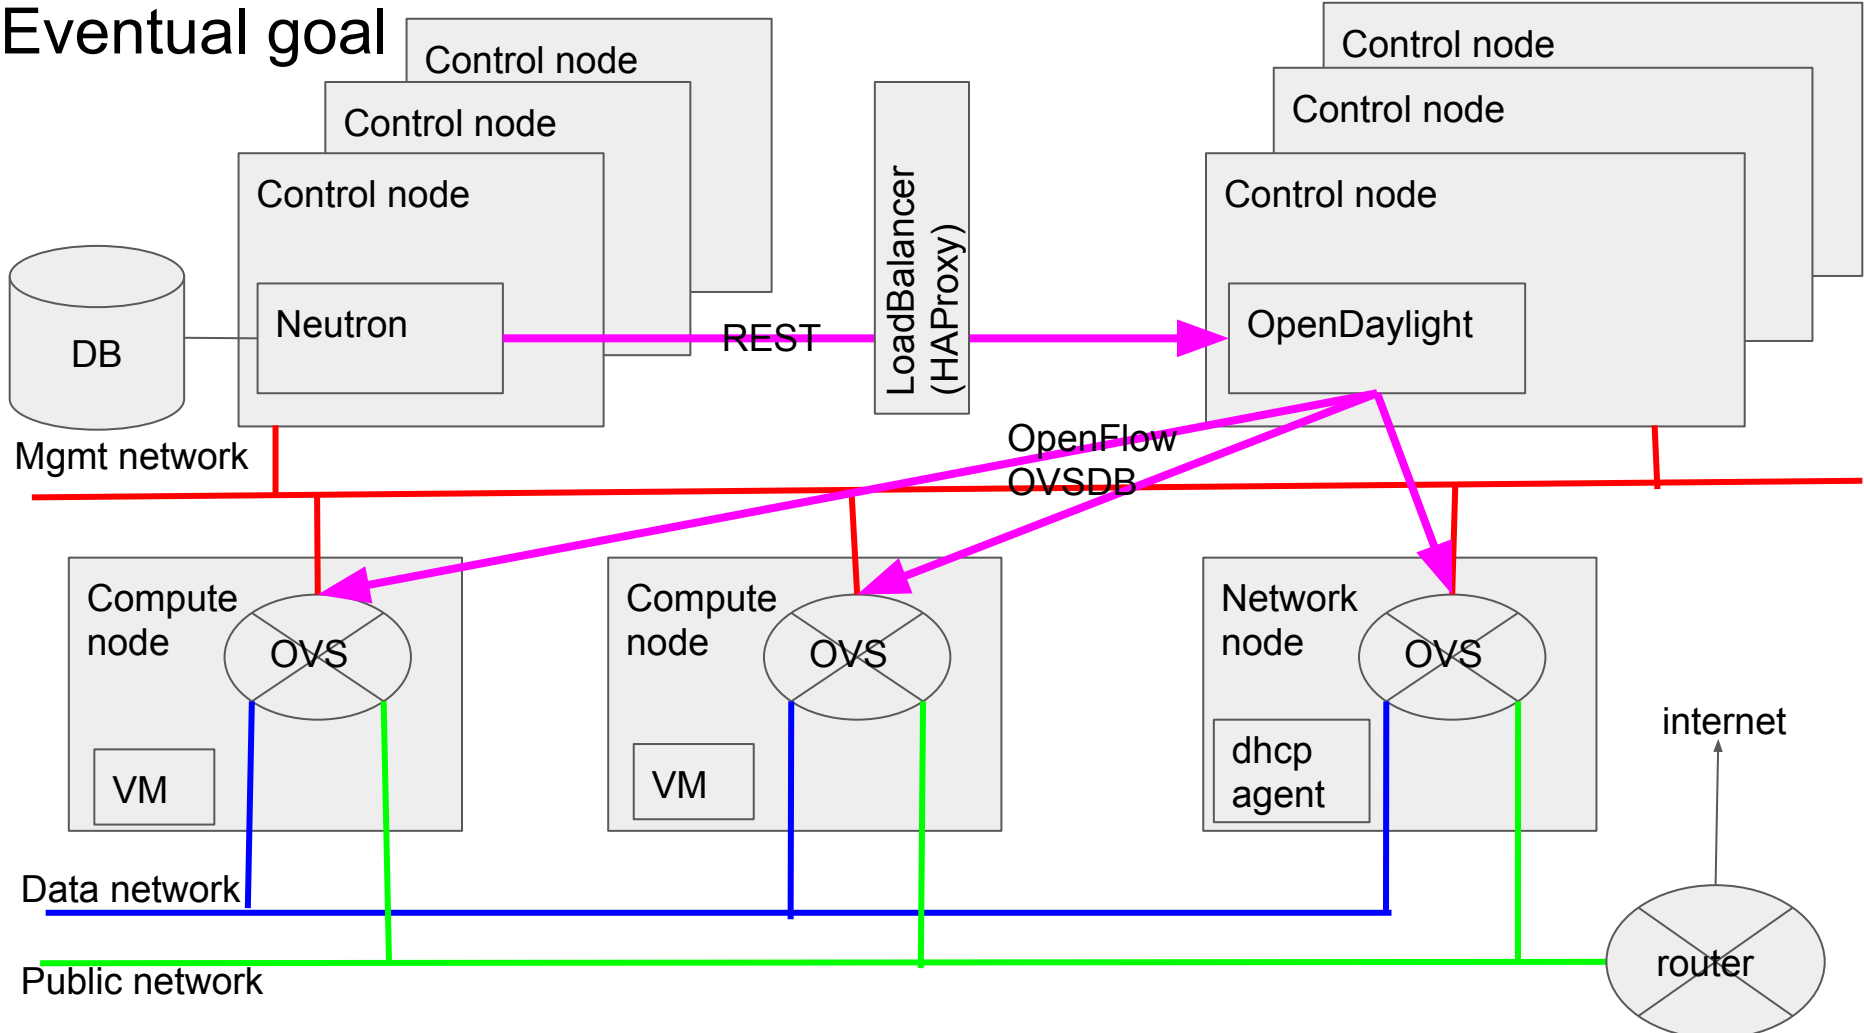 Eventual goal
Control node
Control node
Control node
DB
Neutron
REST
LoadBalancer
(HAProxy)
Control node
Control node
Control node
OpenDaylight
Mgmt network
OpenFlow
OVSDB
Compute
node
OVS
VM
Compute
node
OVS
VM
Network
node
OVS
dhcp
agent
internet
Data network
Public network
router